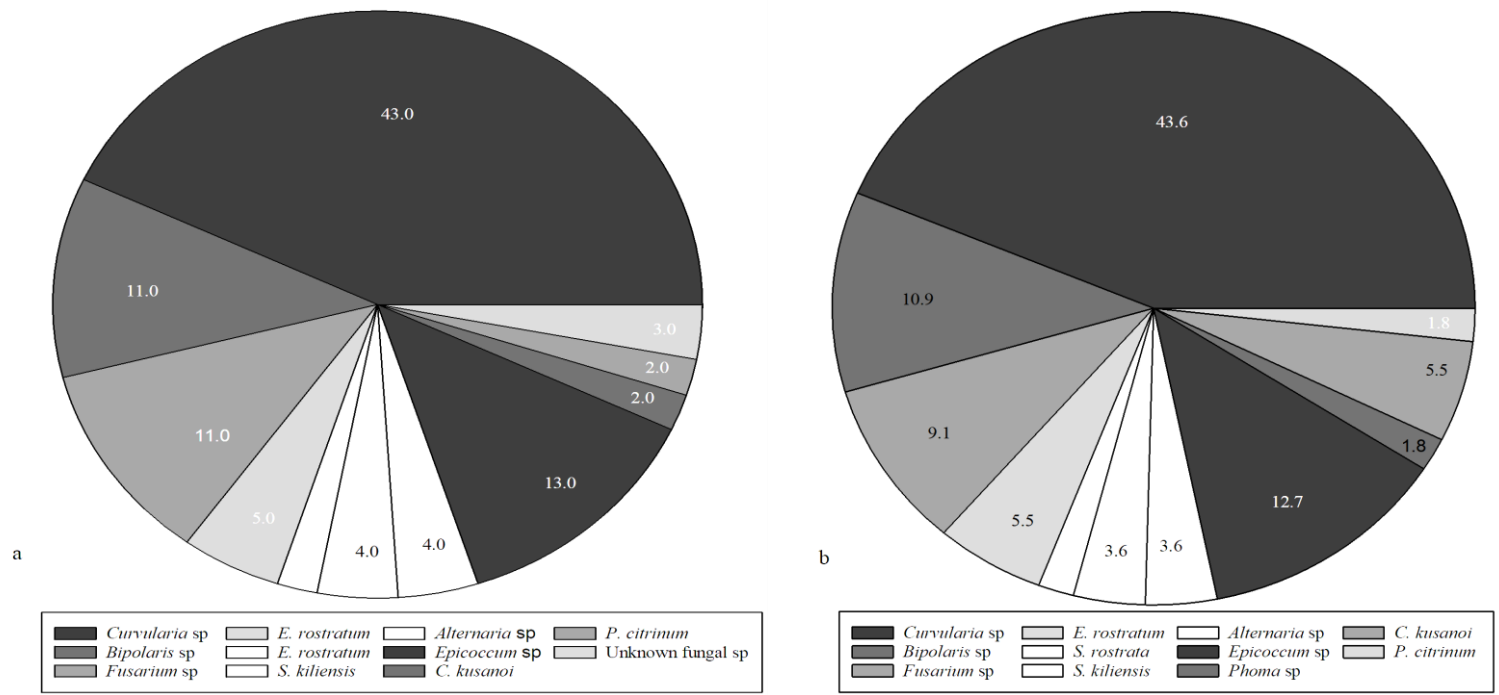 43.0
11.0
11.0
5.0
4.0
4.0
13.0
2.0
2.0
3.0
a
Curvularia sp
Bipolaris sp
Fusarium sp
E. rostratum
E. rostratum
S. kiliensis
Alternaria sp
Epicoccum sp
C. kusanoi
P. citrinum
Unknown fungal sp
43.6
10.9
9.1
5.5
3.6
3.6
12.7
1.8
5.5
1.8
b
Curvularia sp
Bipolaris sp
Fusarium sp
E. rostratum
S. rostrata
S. kiliensis
Alternaria sp
Epicoccum sp
Phoma sp
C. kusanoi
P. citrinum